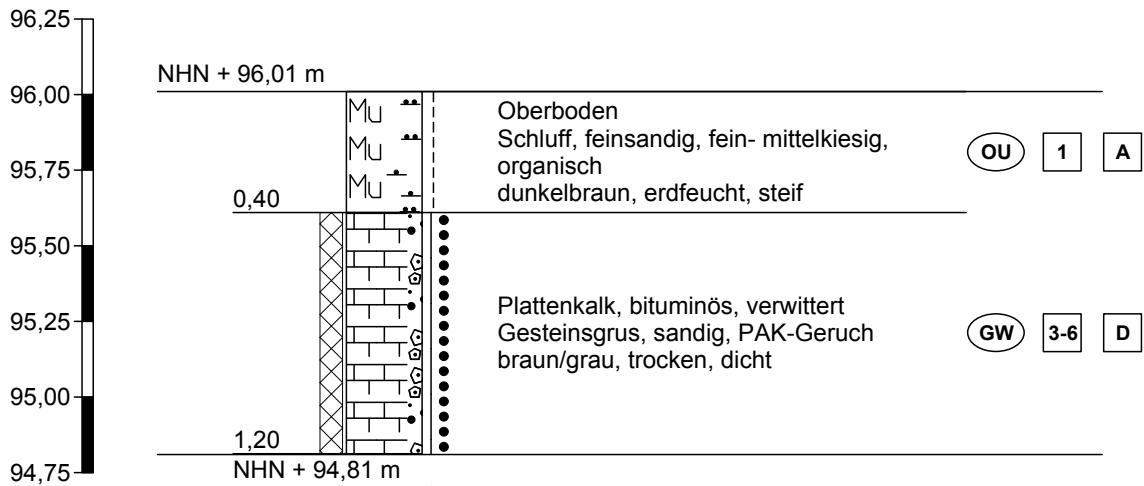 96,25
NHN + 96,01 m
96,00
Mu
Mu
Mu
Oberboden
Schluff, feinsandig, fein- mittelkiesig,
organisch
dunkelbraun, erdfeucht, steif
OU 1 A
95,75
0,40
95,50
95,25
Plattenkalk, bituminös, verwittert
Gesteinsgrus, sandig, PAK-Geruch
braun/grau, trocken, dicht
GW 3-6 D
95,00
1,20
94,75
NHN + 94,81 m